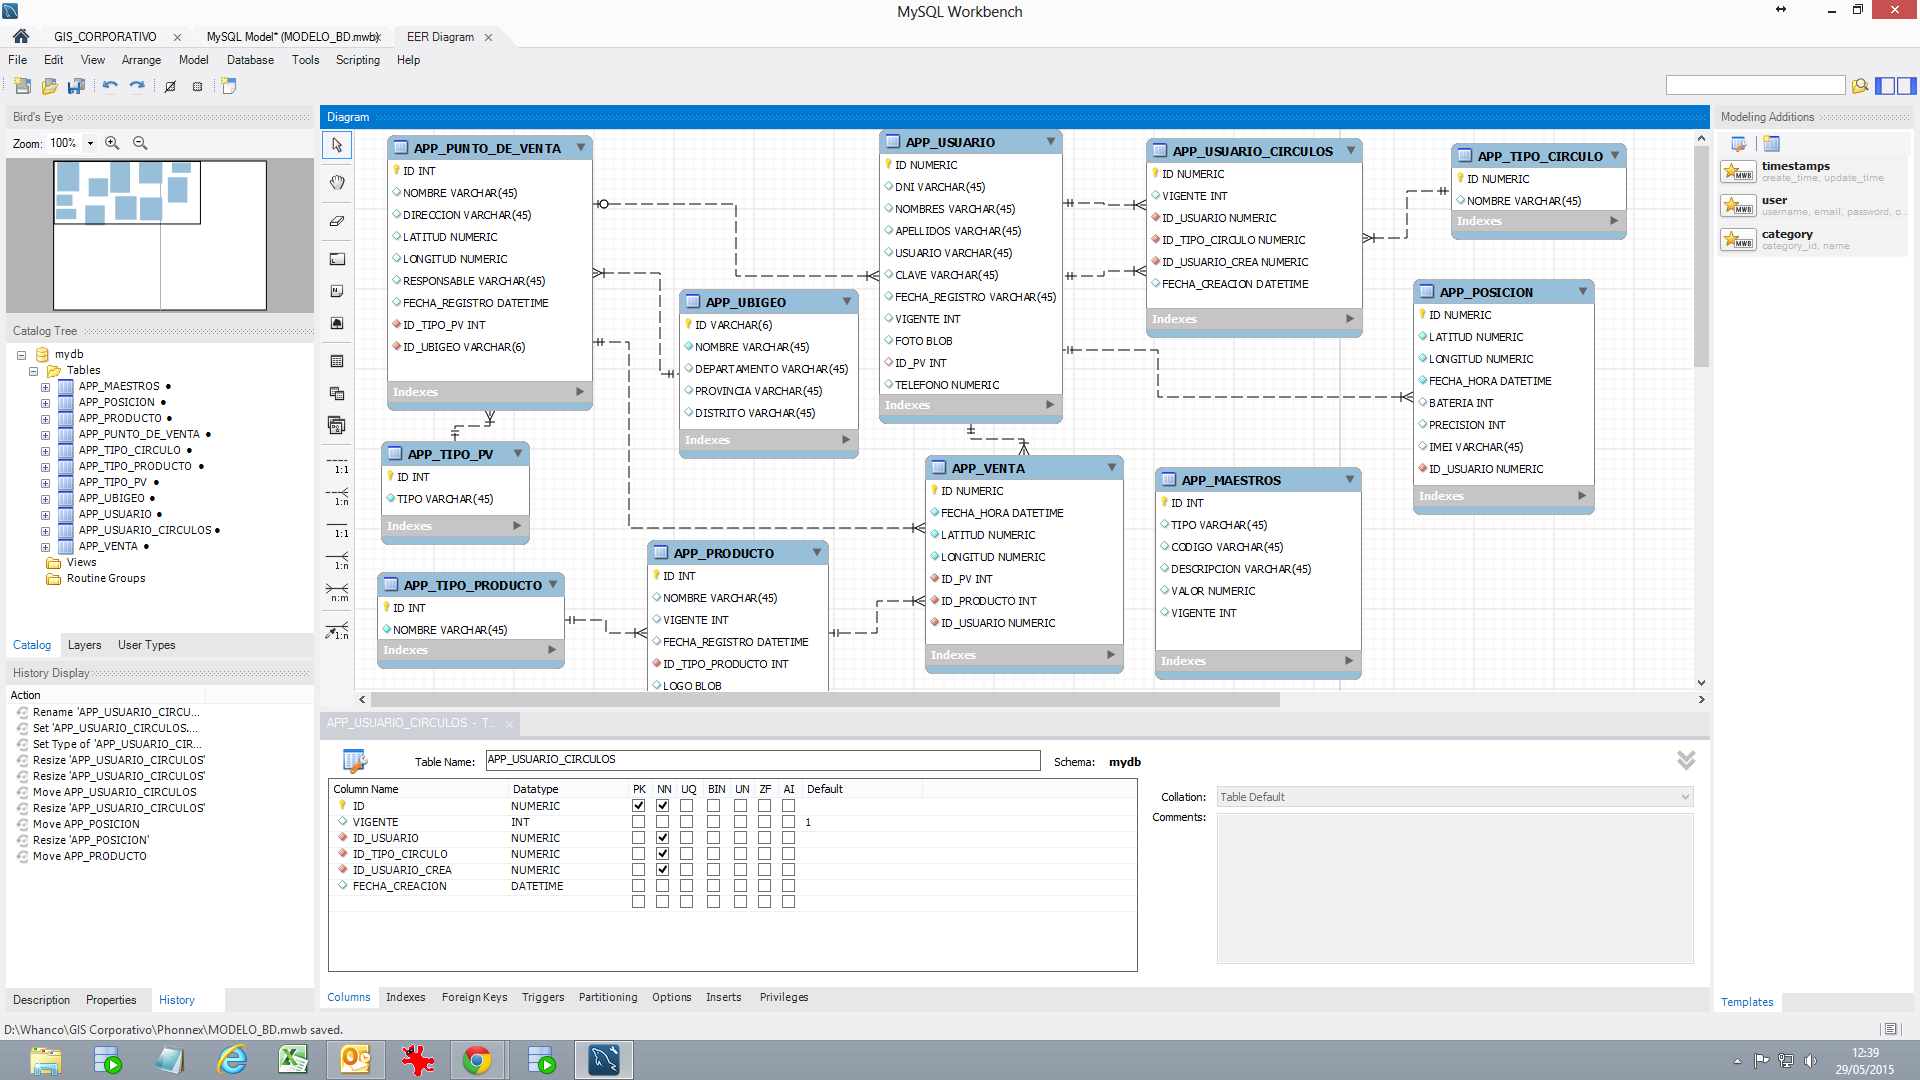 MySQL Workbench
GIS_CORPORATIVO
MySQL Model* (MODELO_BD.mwb)
EER Diagram
File Edit View Arrange Model Database Tools Scripting Help
Bird's Eye
Zoom: 100%
Catalog Tree
mydb
Tables
APP_MAESTROS
APP_POSICION
APP_PRODUCTO
APP_PUNTO_DE_VENTA
APP_TIPO_CIRCULO
APP_TIPO_PRODUCTO
APP_TIPO_PV
APP_UBIGEO
APP_USUARIO
APP_USUARIO_CIRCULOS
APP_VENTA
Views
Routine Groups
Catalog Layers User Types
History Display
Action
Rename 'APP_USUARIO_CIRCU...
Set 'APP_USUARIO_CIRCULOS....
Set Type of 'APP_USUARIO_CIR...
Resize 'APP_USUARIO_CIRCULOS'
Resize 'APP_USUARIO_CIRCULOS'
Move APP_USUARIO_CIRCULOS
Resize 'APP_USUARIO_CIRCULOS'
Move APP_POSICION
Resize 'APP_POSICION'
Move APP_PRODUCTO
Description Properties History
Diagram
1:1
1:n
1:1
1:n
n:m
1:n
APP_PUNTO_DE_VENTA
ID INT
NOMBRE VARCHAR(45)
DIRECCION VARCHAR(45)
LATITUD NUMERIC
LONGITUD NUMERIC
RESPONSABLE VARCHAR(45)
FECHA_REGISTRO DATETIME
ID_TIPO_PV INT
ID_UBIGEO VARCHAR(6)
Indexes
APP_TIPO_PV
ID INT
TIPO VARCHAR(45)
Indexes
APP_TIPO_PRODUCTO
ID INT
NOMBRE VARCHAR(45)
Indexes
APP_UBIGEO
ID VARCHAR(6)
NOMBRE VARCHAR(45)
DEPARTAMENTO VARCHAR(45)
PROVINCIA VARCHAR(45)
DISTRITO VARCHAR(45)
Indexes
APP_PRODUCTO
ID INT
NOMBRE VARCHAR(45)
VIGENTE INT
FECHA_REGISTRO DATETIME
ID_TIPO_PRODUCTO INT
LOGO BLOB
APP_USUARIO
ID NUMERIC
DNI VARCHAR(45)
NOMBRES VARCHAR(45)
APELLIDOS VARCHAR(45)
USUARIO VARCHAR(45)
CLAVE VARCHAR(45)
FECHA_REGISTRO VARCHAR(45)
VIGENTE INT
FOTO BLOB
ID_PV INT
TELEFONO NUMERIC
Indexes
APP_VENTA
ID NUMERIC
FECHA_HORA DATETIME
LATITUD NUMERIC
LONGITUD NUMERIC
ID_PV INT
ID_PRODUCTO INT
ID_USUARIO NUMERIC
Indexes
APP_USUARIO_CIRCULOS
ID NUMERIC
VIGENTE INT
ID_USUARIO NUMERIC
ID_TIPO_CIRCULO NUMERIC
ID_USUARIO_CREA NUMERIC
FECHA_CREACION DATETIME
Indexes
APP_MAESTROS
ID INT
TIPO VARCHAR(45)
CODIGO VARCHAR(45)
DESCRIPCION VARCHAR(45)
VALOR NUMERIC
VIGENTE INT
Indexes
APP_TIPO_CIRCULO
ID NUMERIC
NOMBRE VARCHAR(45)
Indexes
APP_POSICION
ID NUMERIC
LATITUD NUMERIC
LONGITUD NUMERIC
FECHA_HORA DATETIME
BATERIA INT
PRECISION INT
IMEI VARCHAR(45)
ID_USUARIO NUMERIC
Indexes
Modeling Additions
timestamps
create_time, update_time
user
username, email, password, c...
category
category_id, name
Templates
APP_USUARIO_CIRCULOS - T...
Table Name: APP_USUARIO_CIRCULOS Schema: mydb
Column Name Datatype PK NN UQ BIN UN ZF AI Default
ID NUMERIC
VIGENTE INT 1
ID_USUARIO NUMERIC
ID_TIPO_CIRCULO NUMERIC
ID_USUARIO_CREA NUMERIC
FECHA_CREACION DATETIME
Collation: Table Default
Comments:
Columns Indexes Foreign Keys Triggers Partitioning Options Inserts Privileges
D:\Whanco\GIS Corporativo\Phonnex\MODELO_BD.mwb saved.
12:39
29/05/2015